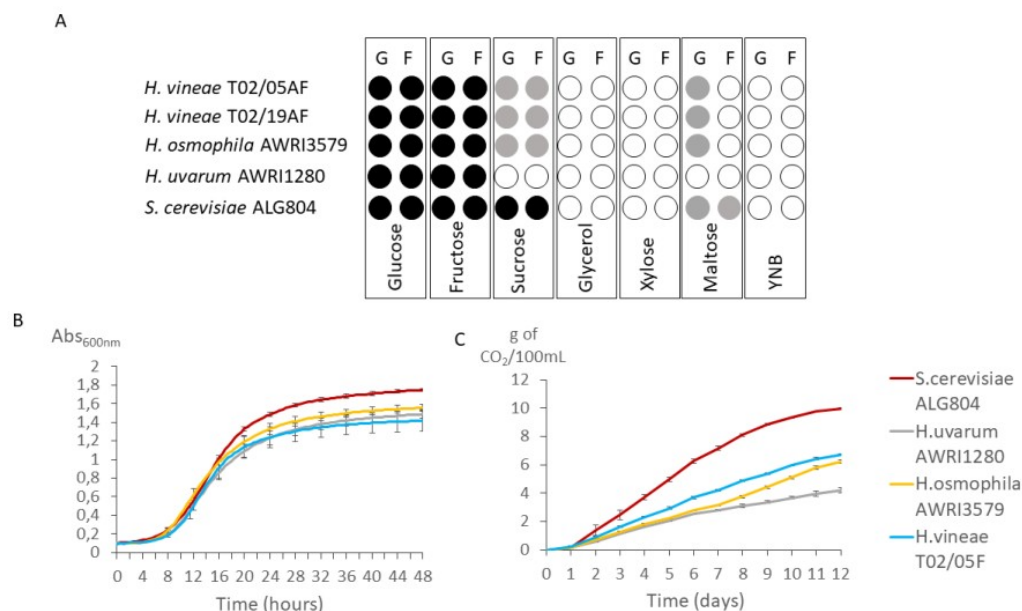 A
G F G F G F G F G F G F G F
H. vineae T02/05AF
H. vineae T02/19AF
H. osmophila AWRI3579
H. uvarum AWRI1280
S. cerevisiae ALG804
Glucose
Fructose
Sucrose
Glycerol
Xylose
Maltose
YNB
B
Abs600nm
2
1,8
1,6
1,4
1,2
1
0,8
0,6
0,4
0,2
0
0 4 8 12 16 20 24 28 32 36 40 44 48
Time (hours)
C
g of
CO2/100mL
12
10
8
6
4
2
0
0 1 2 3 4 5 6 7 8 9 10 11 12
Time (days)
S.cerevisiae
ALG804
H.uvarum
AWRI1280
H.osmophila
AWRI3579
H.vineae
T02/05F